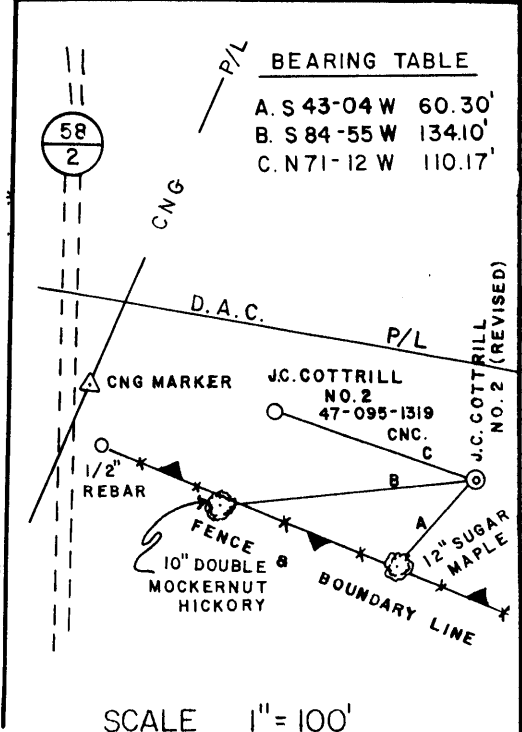 BEARING TABLE
A. S 43-04 W 60.30'
B. S 84-55 W 134.10'
C. N 71-12 W 110.17'
58
2
P/L
CNG
D.A.C.
P/L
CNG MARKER
J.C. COTTRILL
NO. 2
47-095-1319
CNC.
J.C. COTTRILL
NO. 2 (REVISED)
C
B
A
1/2"
REBAR
FENCE & BOUNDARY LINE
10" DOUBLE
MOCKERNUT
HICKORY
12" SUGAR
MAPLE
SCALE 1" = 100'